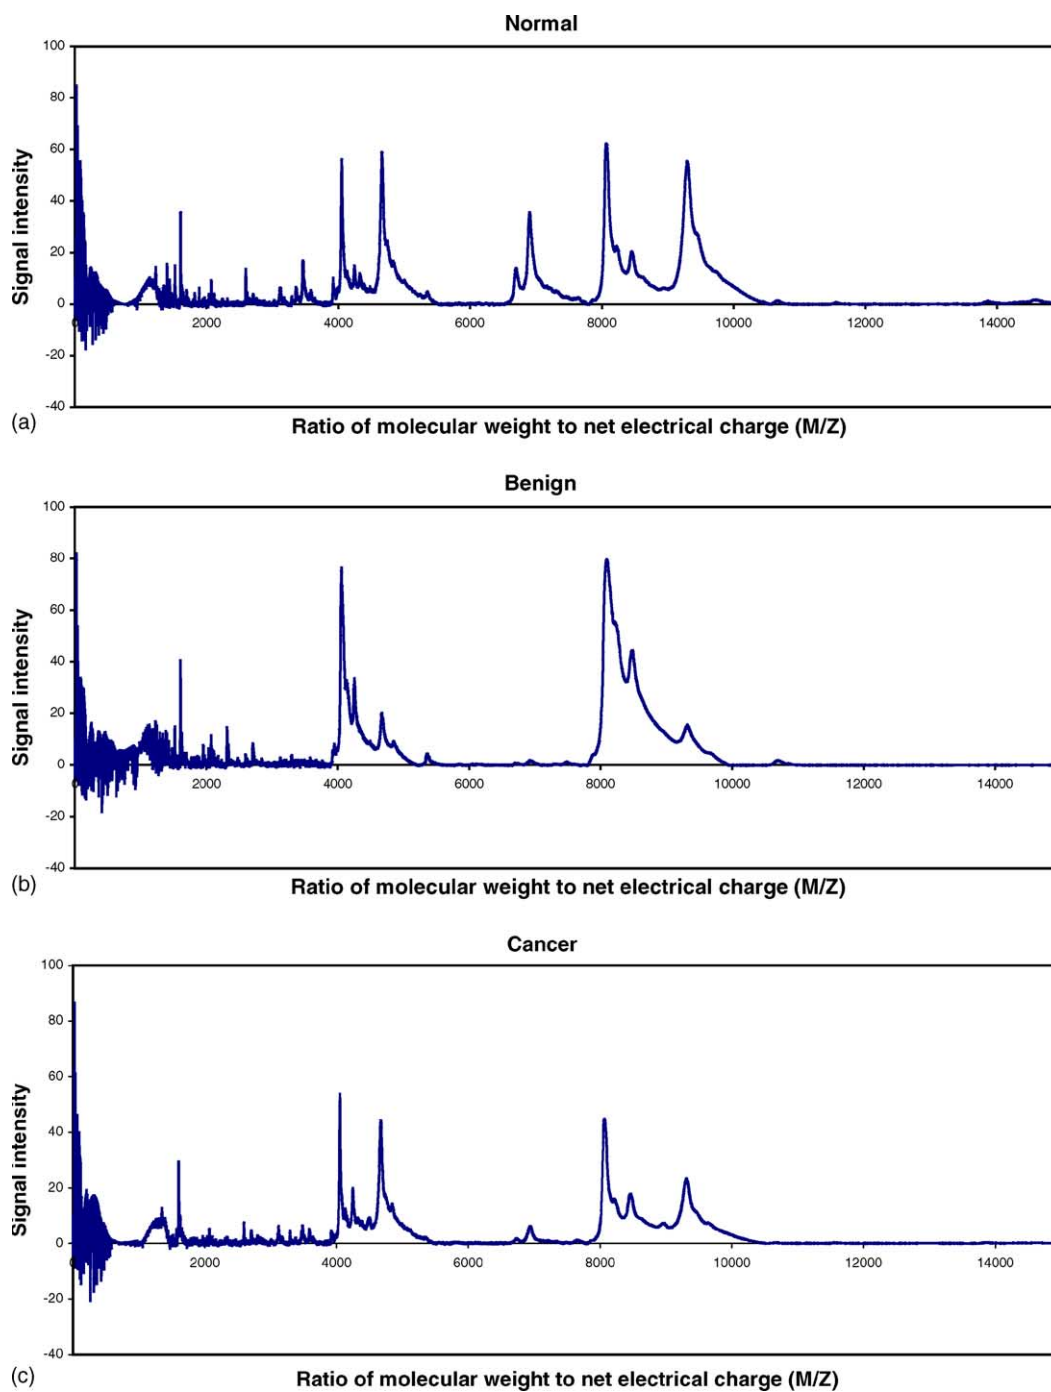 Normal
100
80
60
40
20
0
-20
-40
Signal intensity
0 2000 4000 6000 8000 10000 12000 14000
(a)
Ratio of molecular weight to net electrical charge (M/Z)
Benign
100
80
60
40
20
0
-20
-40
Signal intensity
0 2000 4000 6000 8000 10000 12000 14000
(b)
Ratio of molecular weight to net electrical charge (M/Z)
Cancer
100
80
60
40
20
0
-20
-40
Signal intensity
0 2000 4000 6000 8000 10000 12000 14000
(c)
Ratio of molecular weight to net electrical charge (M/Z)